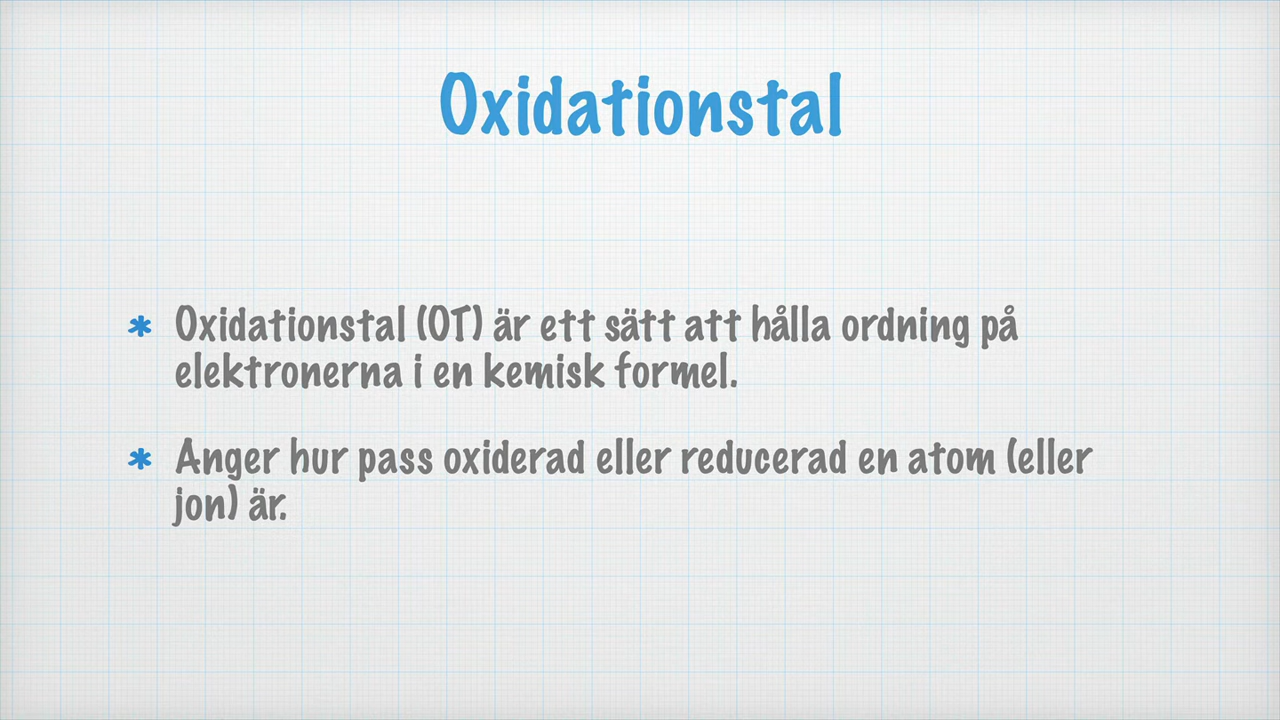 Oxidationstal
* Oxidationstal (OT) är ett sätt att hålla ordning på
elektronerna i en kemisk formel.
* Anger hur pass oxiderad eller reducerad en atom (eller
jon) är.